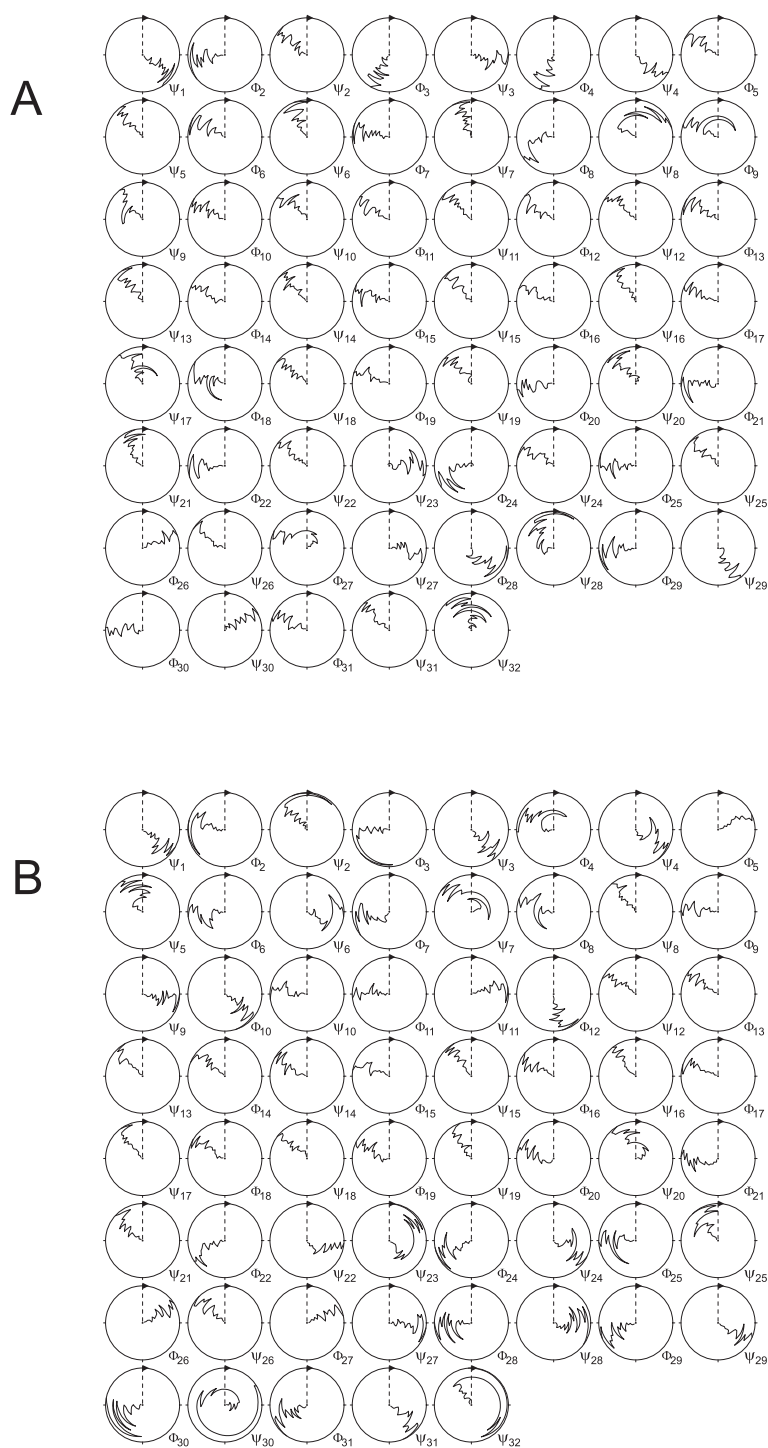 A
Ψ1 Φ2 Ψ2 Φ3 Ψ3 Φ4 Ψ4 Φ5
Ψ5 Φ6 Ψ6 Φ7 Ψ7 Φ8 Ψ8 Φ9
Ψ9 Φ10 Ψ10 Φ11 Ψ11 Φ12 Ψ12 Φ13
Ψ13 Φ14 Ψ14 Φ15 Ψ15 Φ16 Ψ16 Φ17
Ψ17 Φ18 Ψ18 Φ19 Ψ19 Φ20 Ψ20 Φ21
Ψ21 Φ22 Ψ22 Ψ23 Φ24 Ψ24 Φ25 Ψ25
Φ26 Ψ26 Φ27 Ψ27 Φ28 Ψ28 Φ29 Ψ29
Φ30 Ψ30 Φ31 Ψ31 Ψ32
B
Ψ1 Φ2 Ψ2 Φ3 Ψ3 Φ4 Ψ4 Φ5
Ψ5 Φ6 Ψ6 Φ7 Ψ7 Φ8 Ψ8 Φ9
Ψ9 Φ10 Ψ10 Φ11 Ψ11 Φ12 Ψ12 Φ13
Ψ13 Φ14 Ψ14 Φ15 Ψ15 Φ16 Ψ16 Φ17
Ψ17 Φ18 Ψ18 Φ19 Ψ19 Φ20 Ψ20 Φ21
Ψ21 Φ22 Ψ22 Ψ23 Φ24 Ψ24 Φ25 Ψ25
Φ26 Ψ26 Φ27 Ψ27 Φ28 Ψ28 Φ29 Ψ29
Φ30 Ψ30 Φ31 Ψ31 Ψ32